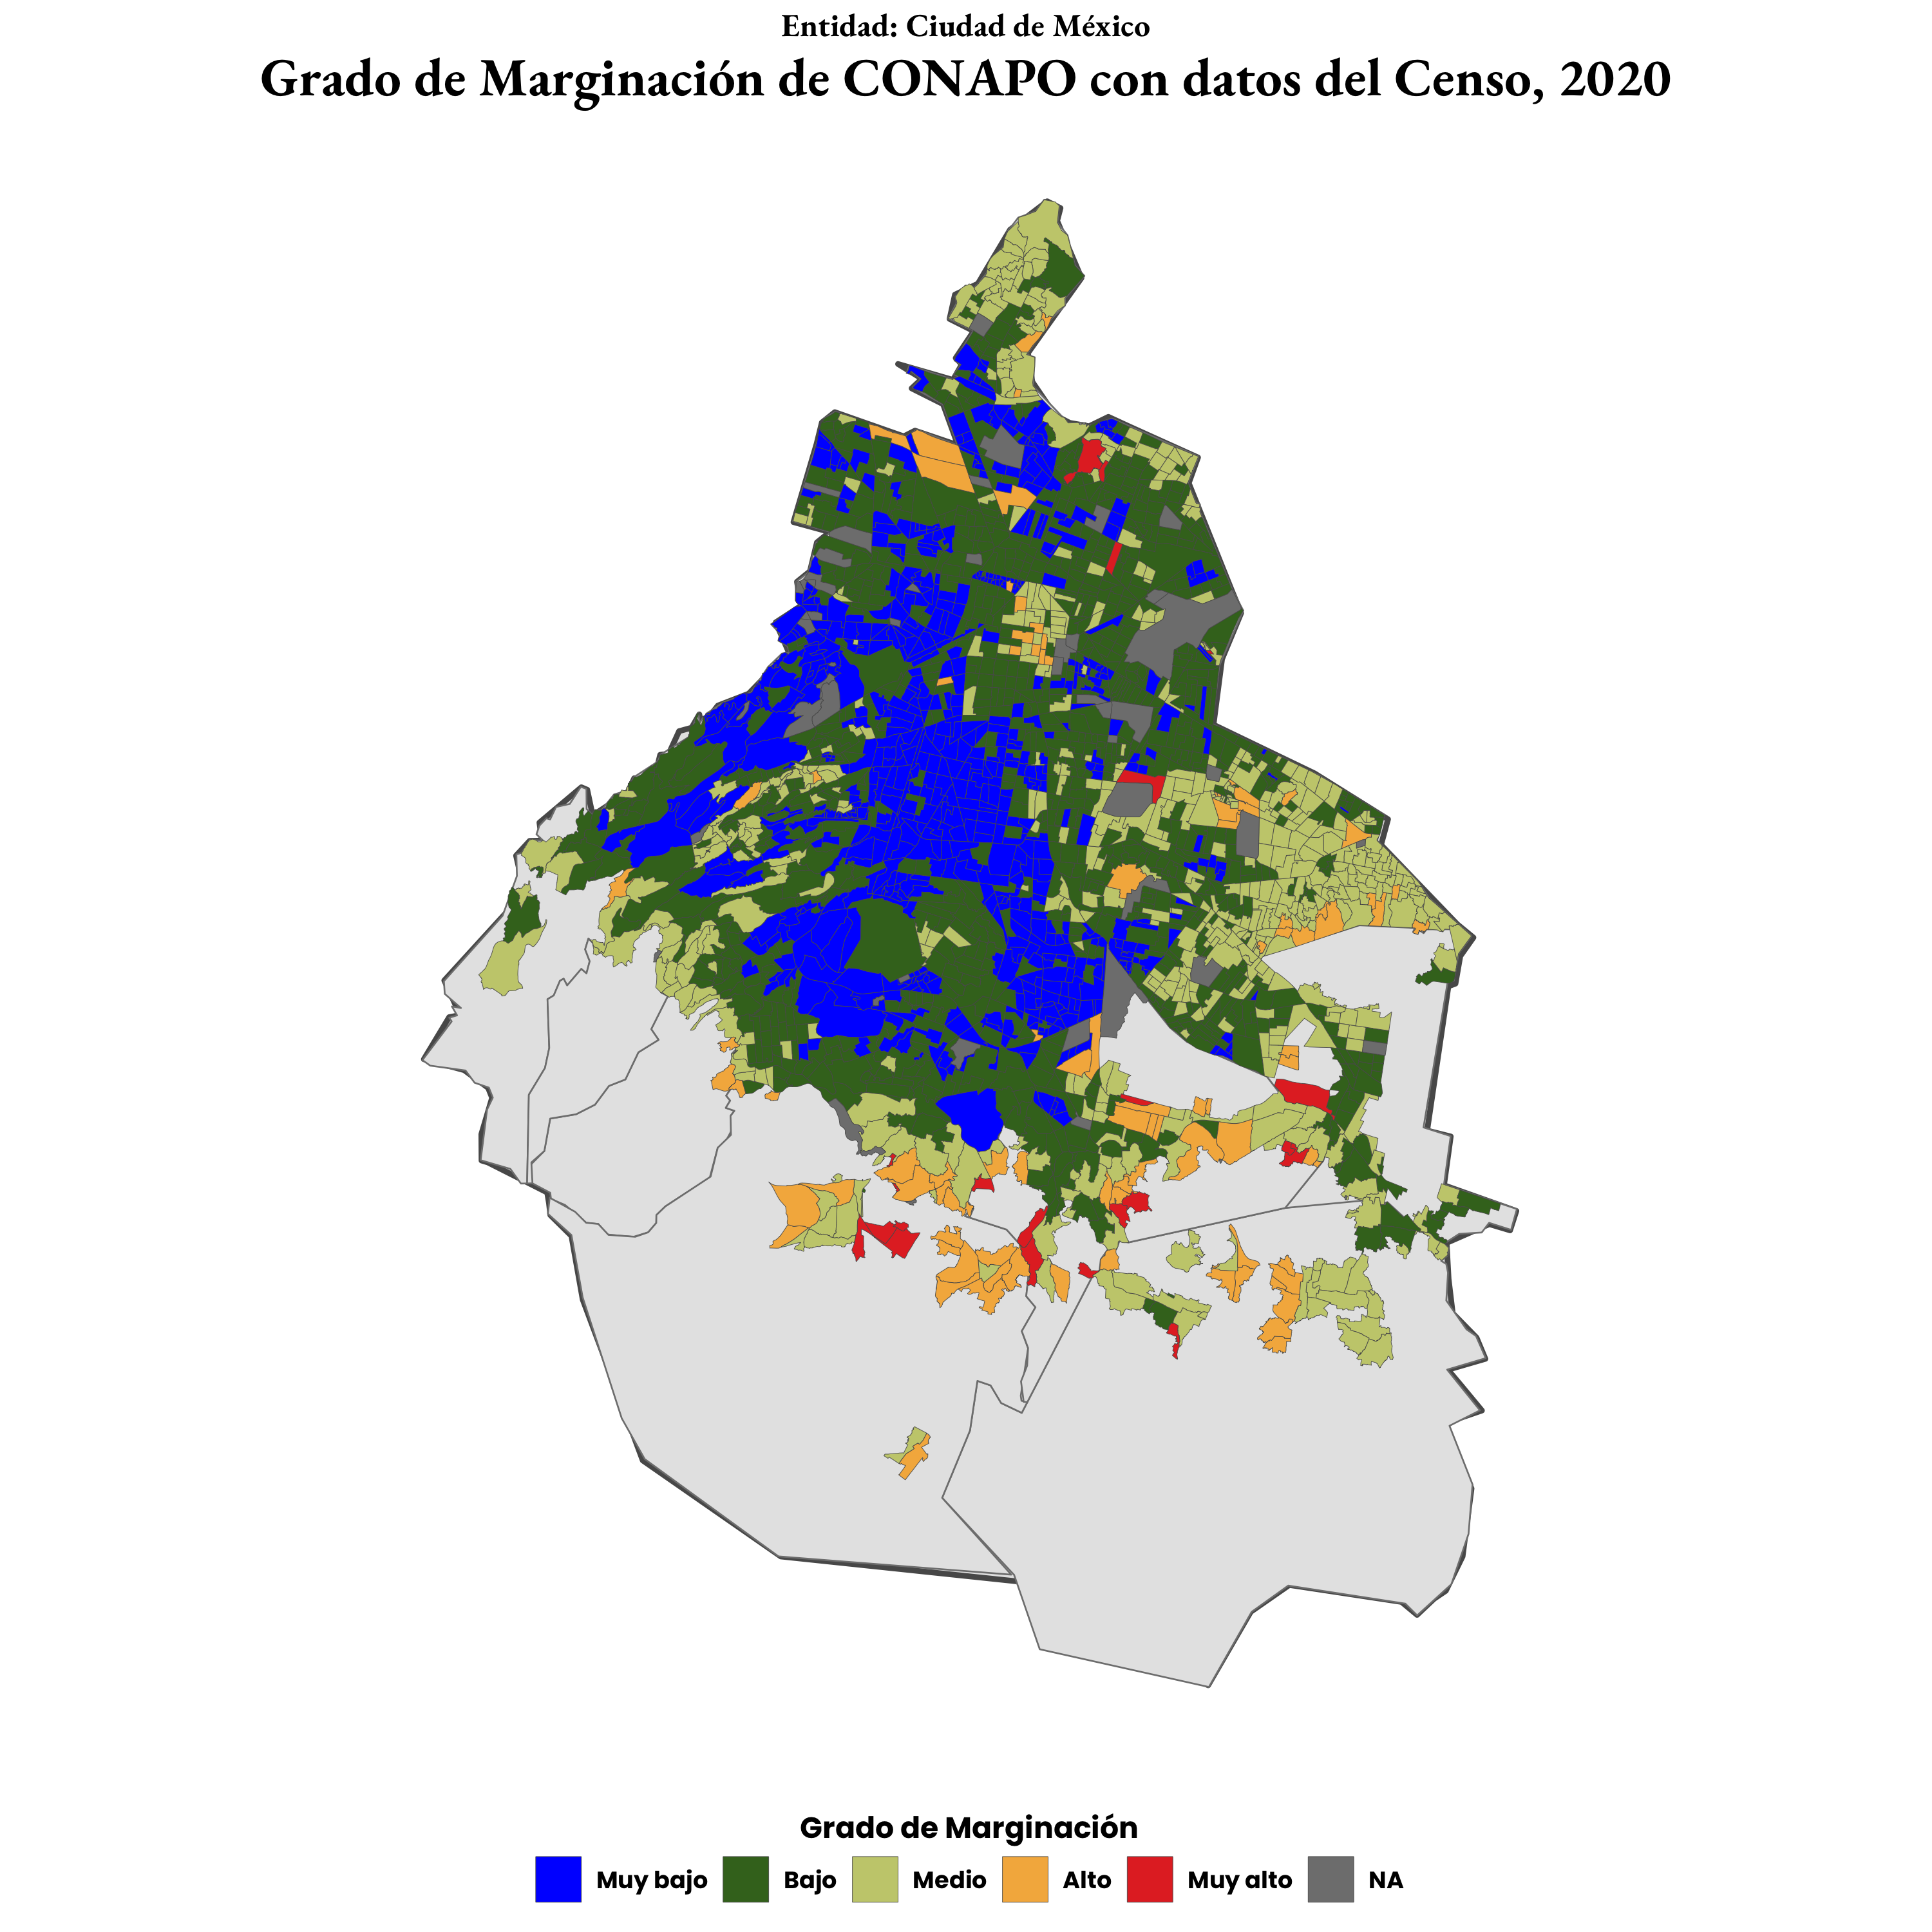 Entidad: Ciudad de México
Grado de Marginación de CONAPO con datos del Censo, 2020
Grado de Marginación
Muy bajo Bajo Medio Alto Muy alto NA